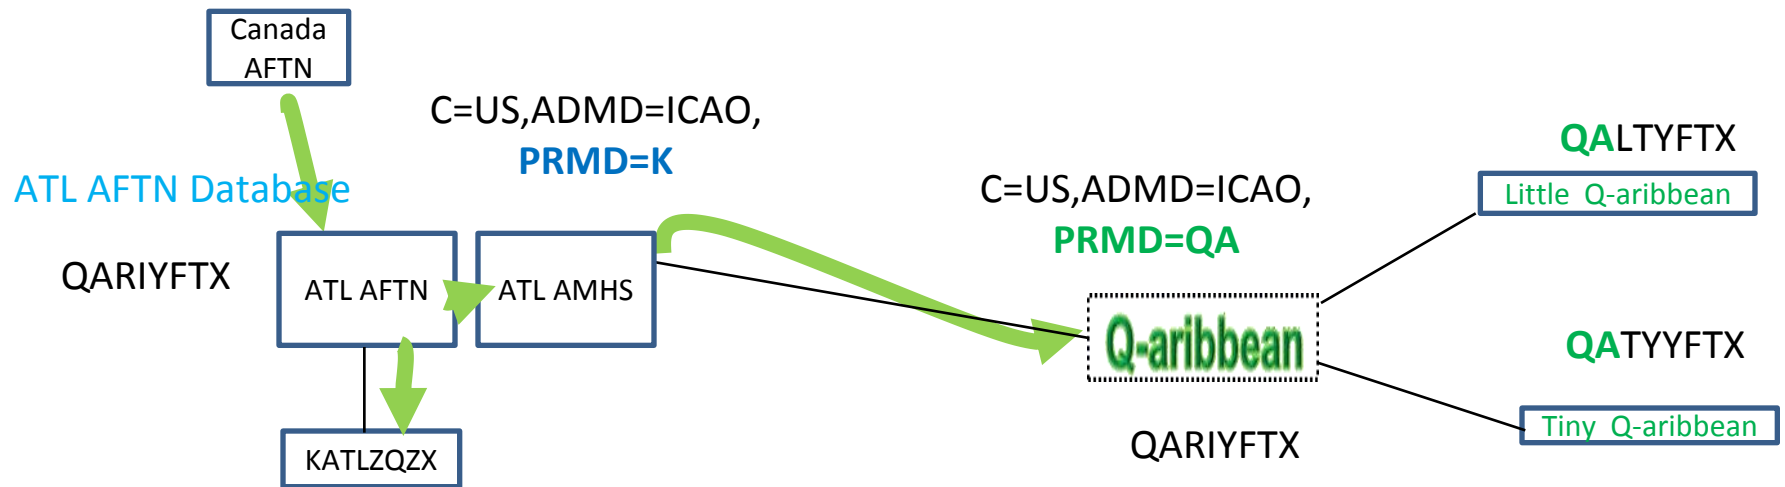 Canada
AFTN
C=US,ADMD=ICAO,
PRMD=K
ATL AFTN Database
QARIYFTX
ATL AFTN
ATL AMHS
KATLZQZX
C=US,ADMD=ICAO,
PRMD=QA
Q-aribbean
QARIYFTX
QALTYFTX
Little Q-aribbean
QATYYFTX
Tiny Q-aribbean